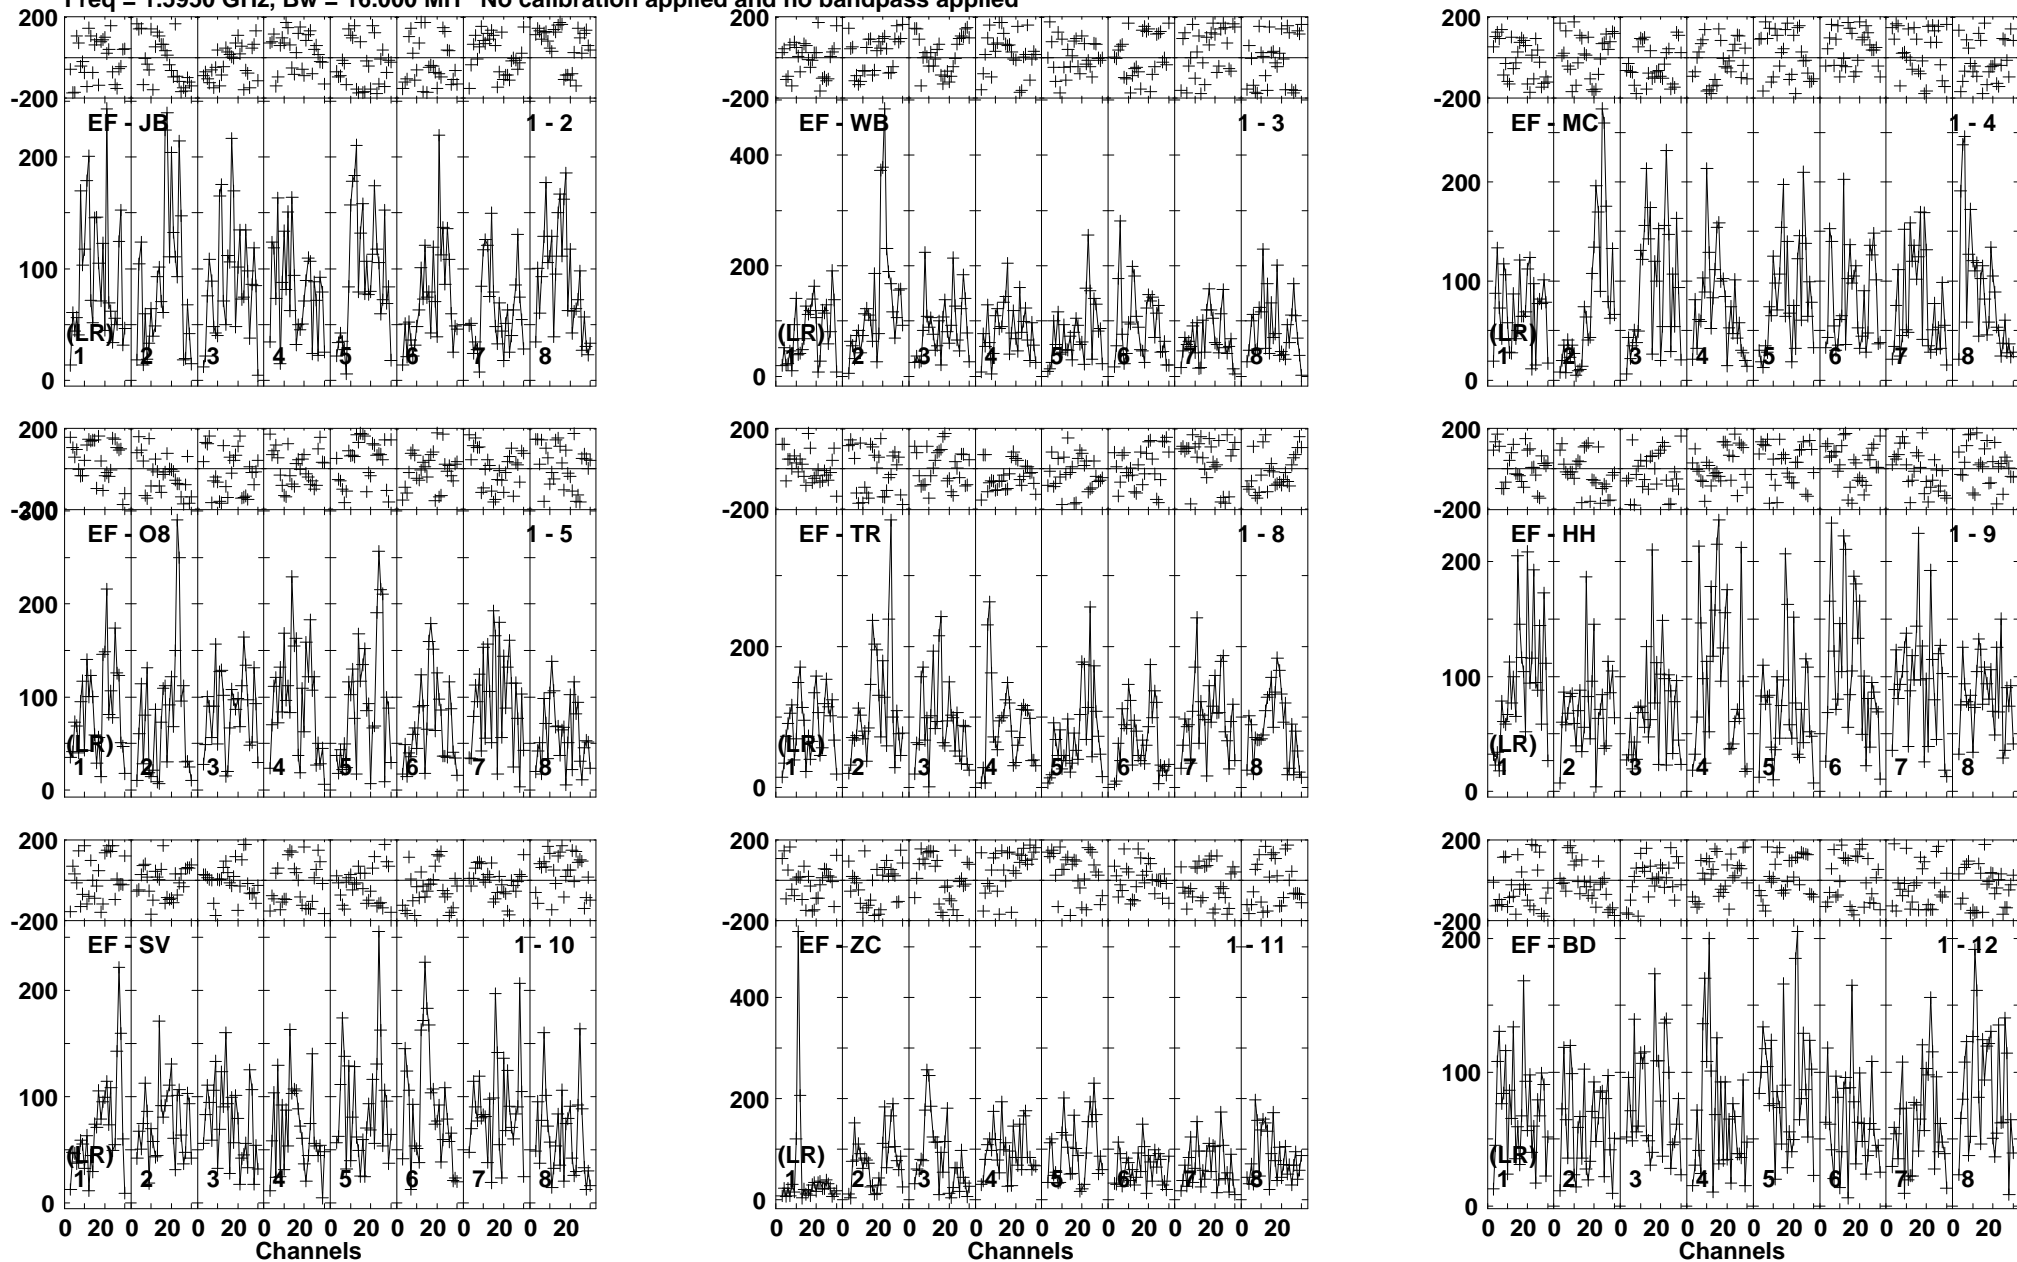 Freq = 1.5950 GHz, Bw = 16.000 MH No calibration applied and no bandpass applied
200 200 200
-200 -200 -200
EF - JB 1 - 2 EF - WB 1 - 3 EF - MC 1 - 4
200 400 200
100 200 100
(LR) (LR) (LR)
1 2 3 4 5 6 7 8 1 2 3 4 5 6 7 8 1 2 3 4 5 6 7 8
0 0 0
200 200 200
-200 -200 -200
300
EF - O8 1 - 5 EF - TR 1 - 8 EF - HH 1 - 9
200 200 200
100 100
(LR) (LR) (LR)
1 2 3 4 5 6 7 8 1 2 3 4 5 6 7 8 1 2 3 4 5 6 7 8
0 0 0
200 200 200
-200 -200 -200
EF - SV 1 - 10 EF - ZC 1 - 11 EF - BD 1 - 12
200 400 200
100 200 100
(LR) (LR) (LR)
1 2 3 4 5 6 7 8 1 2 3 4 5 6 7 8 1 2 3 4 5 6 7 8
0 0 0
0 20 0 20 0 20 0 20 0 20 0 20 0 20 0 20 0 20 0 20 0 20 0 20 0 20 0 20 0 20 0 20 0 20 0 20 0 20 0 20 0 20 0 20 0 20 0 20
Channels Channels Channels